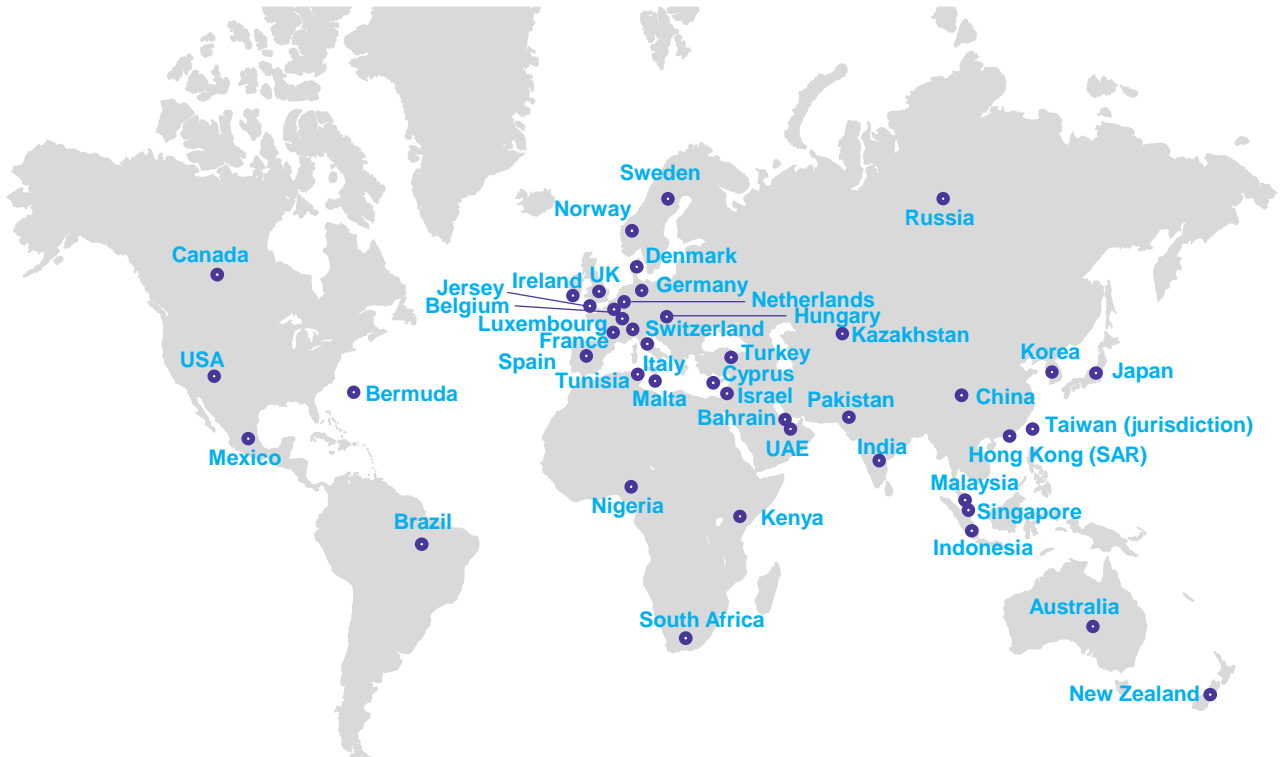 Sweden
Norway
Russia
Denmark
Canada
Ireland
UK
Jersey
Germany
Belgium
Netherlands
Hungary
Luxembourg
Switzerland
Kazakhstan
France
USA
Spain
Italy
Turkey
Korea
Japan
Tunisia
Cyprus
Bermuda
Malta
Israel
China
Bahrain
Pakistan
Taiwan (jurisdiction)
UAE
India
Hong Kong (SAR)
Mexico
Malaysia
Nigeria
Singapore
Brazil
Kenya
Indonesia
South Africa
Australia
New Zealand